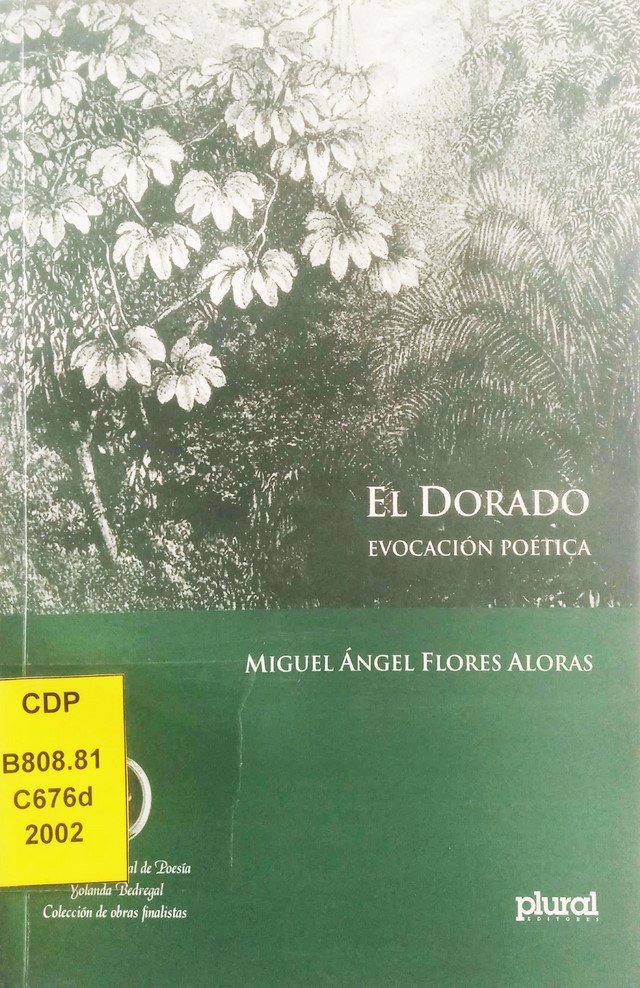 EL DORADO
EVOCACIÓN POÉTICA
MIGUEL ÁNGEL FLORES ALORAS
CDP
B808.81
C676d
2002
de Poesía
Yolanda Bedregal
Colección de obras finalistas
plural
EDITORES